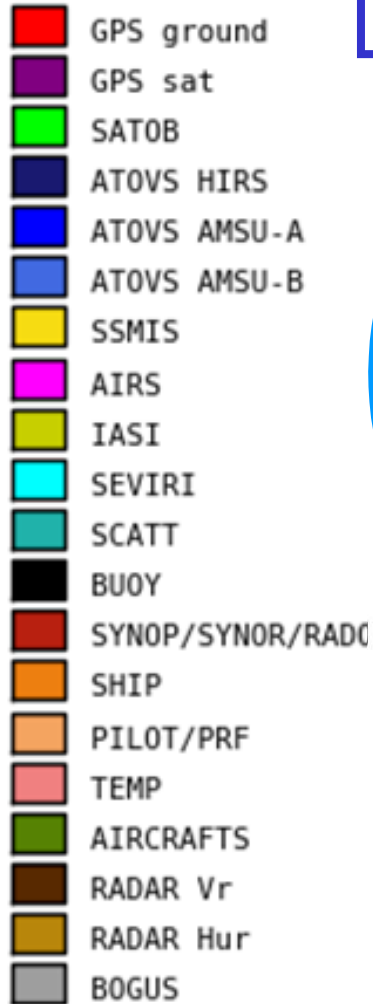 GPS ground
GPS sat
SATOB
ATOVS HIRS
ATOVS AMSU-A
ATOVS AMSU-B
SSMIS
AIRS
IASI
SEVIRI
SCATT
BUOY
SYNOP/SYNOR/RADO
SHIP
PILOT/PRF
TEMP
AIRCRAFTS
RADAR Vr
RADAR Hur
BOGUS